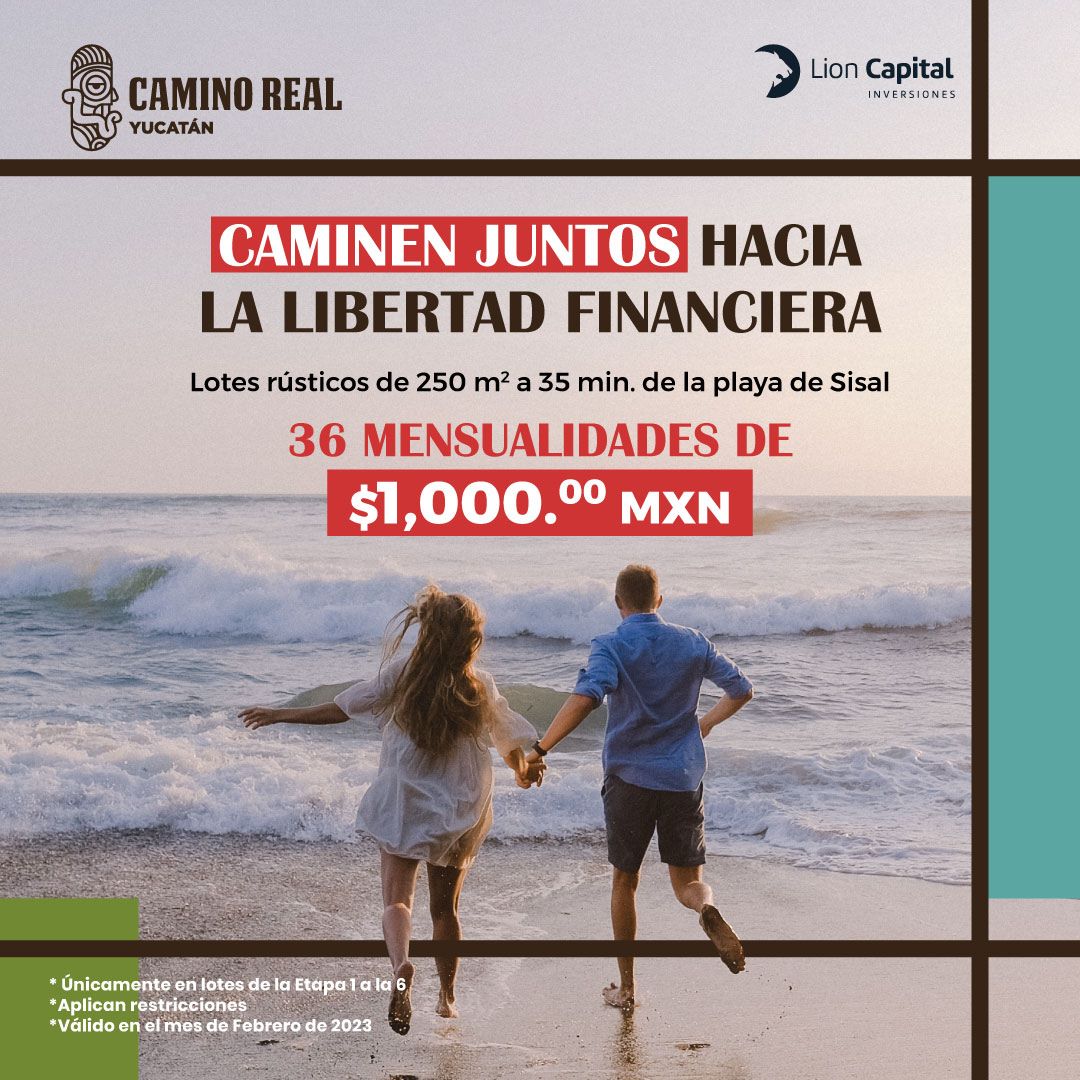 CAMINO REAL
YUCATÁN
Lion Capital
INVERSIONES
CAMINEN JUNTOS HACIA
LA LIBERTAD FINANCIERA
Lotes rústicos de 250 m² a 35 min. de la playa de Sisal
36 MENSUALIDADES DE
$1,000.⁰⁰ MXN
* Únicamente en lotes de la Etapa 1 a la 6
*Aplican restricciones
*Válido en el mes de Febrero de 2023